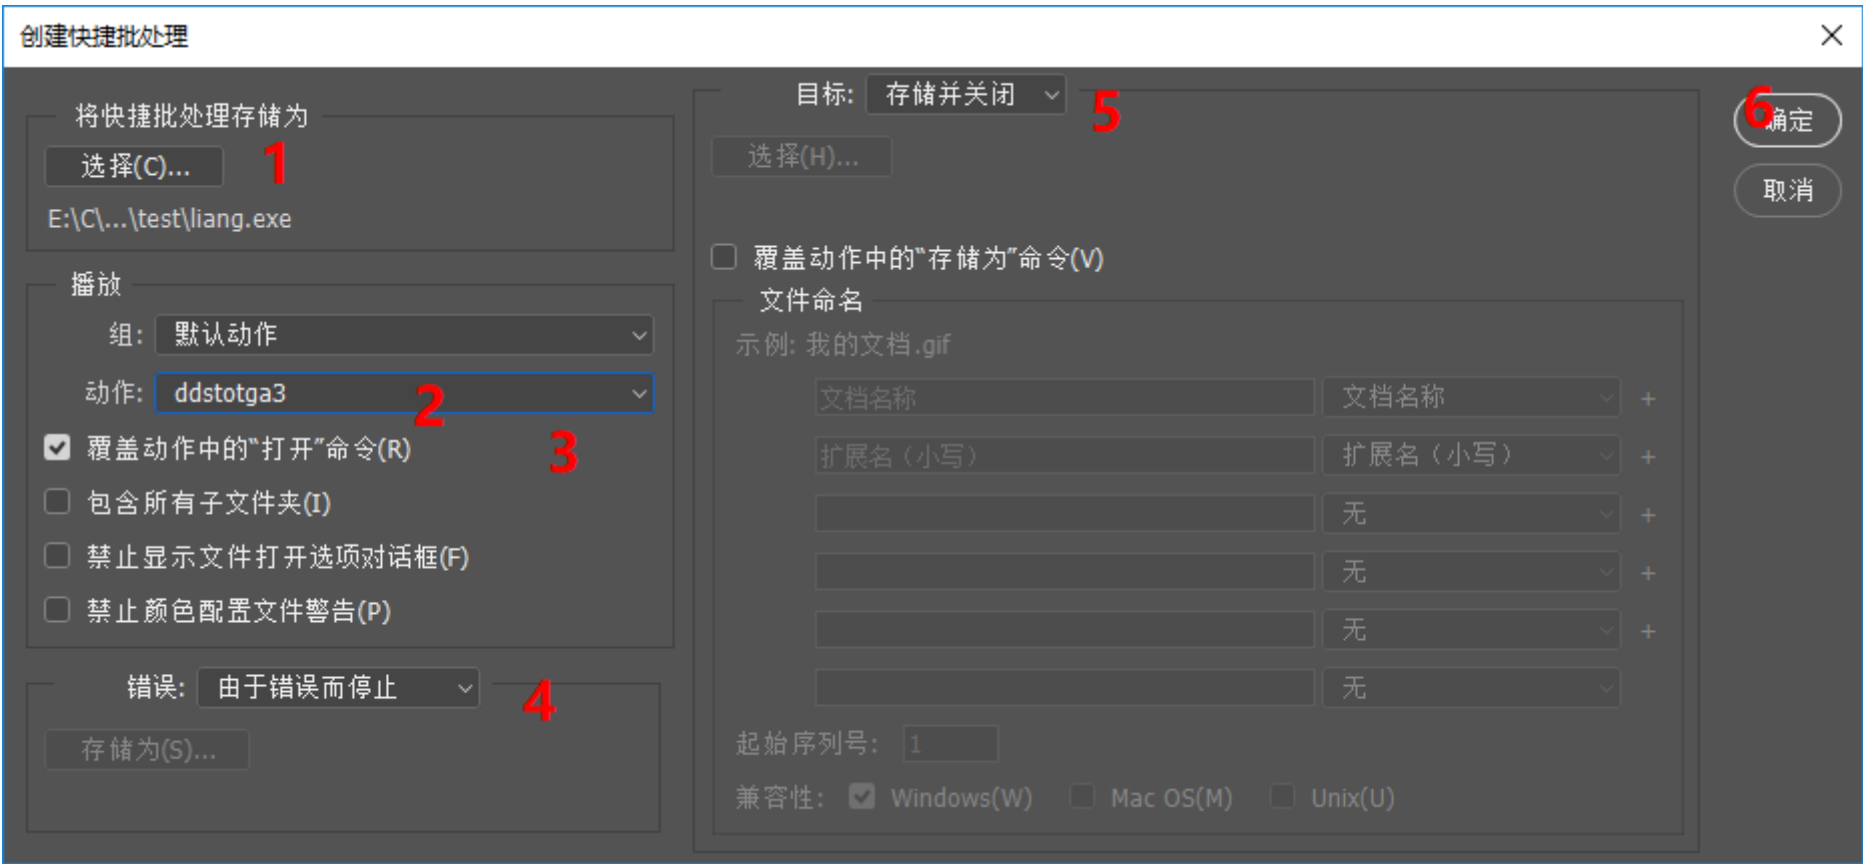 创建快捷批处理
将快捷批处理存储为
选择(C)...
1
E:\C\...\test\liang.exe
播放
组: 默认动作
动作: ddstotga3
2
覆盖动作中的“打开”命令(R)
3
包含所有子文件夹(I)
禁止显示文件打开选项对话框(F)
禁止颜色配置文件警告(P)
错误: 由于错误而停止
4
存储为(S)...
目标: 存储并关闭
5
选择(H)...
覆盖动作中的“存储为”命令(V)
文件命名
示例: 我的文档.gif
文档名称 文档名称 +
扩展名（小写） 扩展名（小写） +
无 +
无 +
无 +
无
起始序列号: 1
兼容性: Windows(W) Mac OS(M) Unix(U)
6
确定
取消